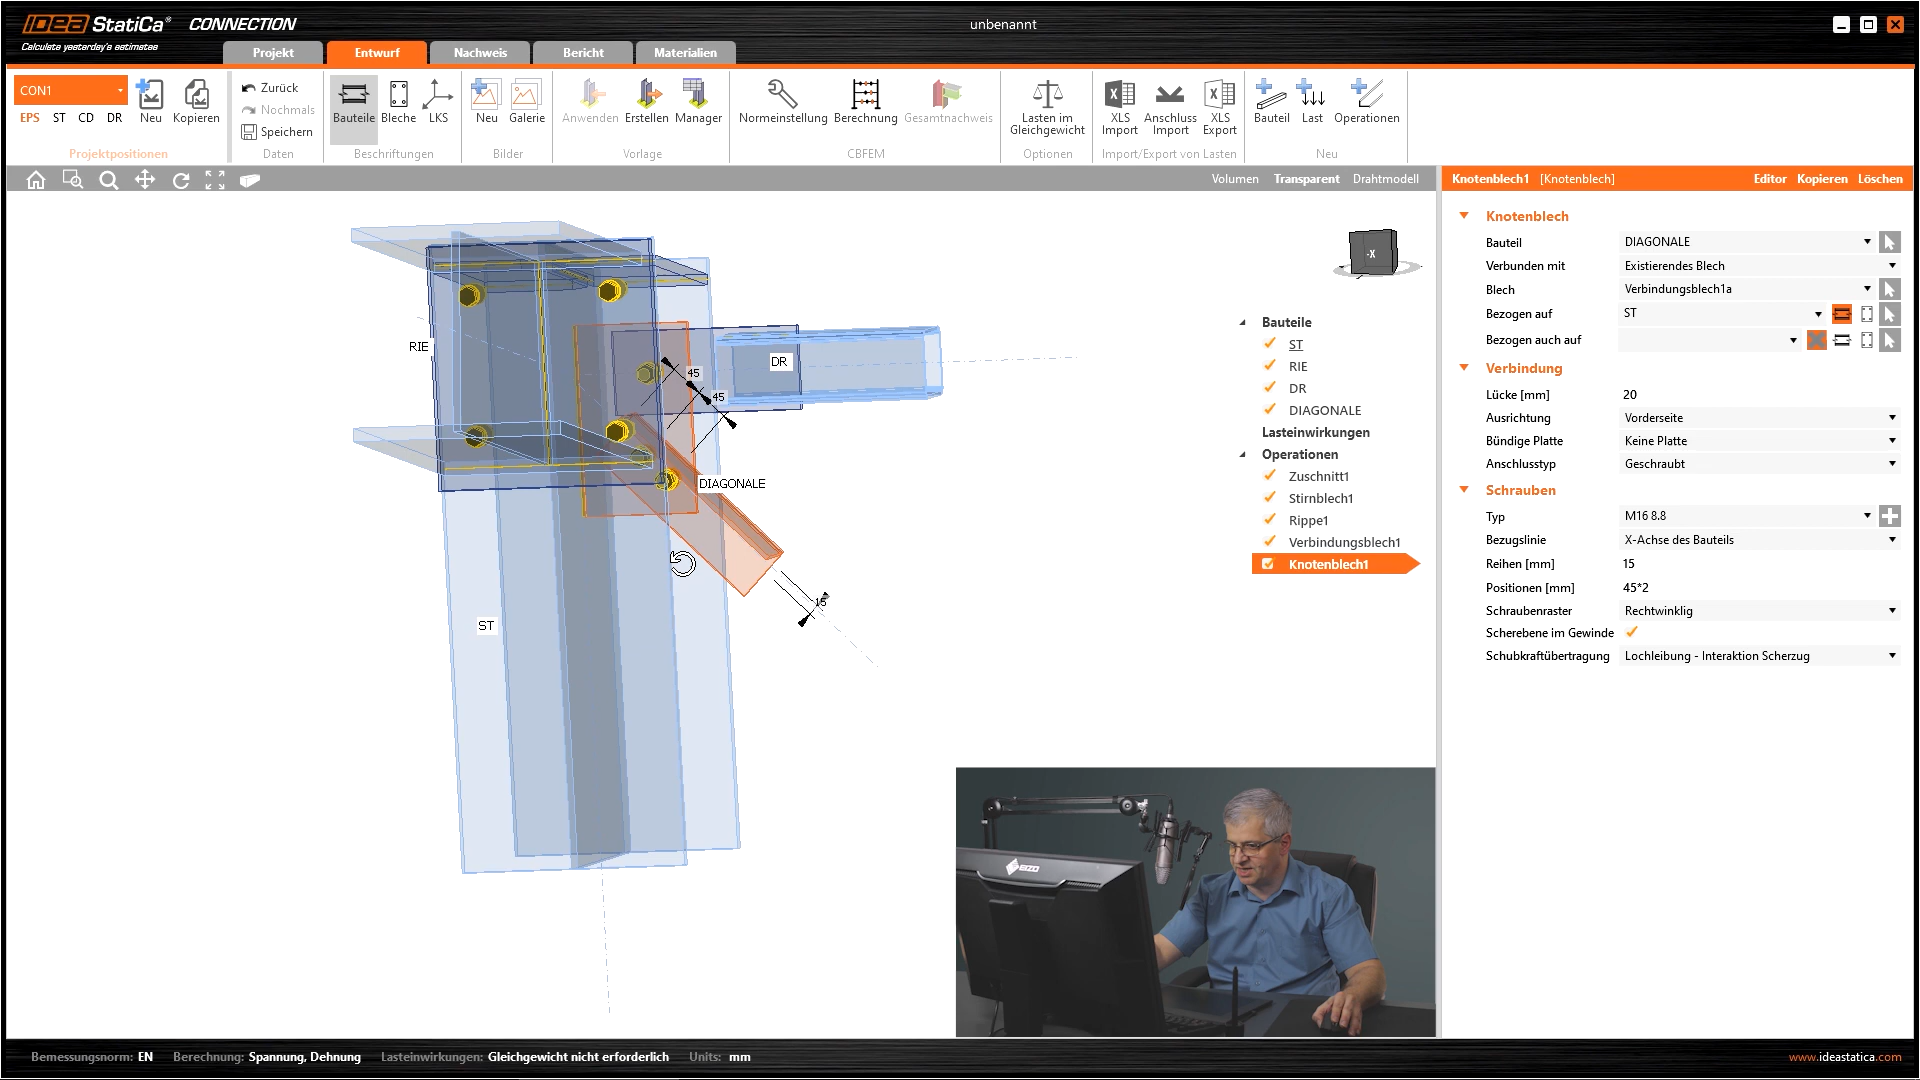 IDEA StatiCa® CONNECTION
Calculate yesterday's estimates
unbenannt
Projekt
Entwurf
Nachweis
Bericht
Materialien
CON1
EPS ST CD DR
Neu
Kopieren
Projektpositionen
Zurück
Nochmals
Speichern
Daten
Bauteile
Bleche
LKS
Beschriftungen
Neu
Galerie
Bilder
Anwenden
Erstellen
Manager
Vorlage
Normeinstellung
Berechnung
Gesamtnachweis
CBFEM
Lasten im
Gleichgewicht
Optionen
XLS
Import
Anschluss
Import
XLS
Export
Import/Export von Lasten
Bauteil
Last
Operationen
Neu
Volumen
Transparent
Drahtmodell
Knotenblech1 [Knotenblech]
Editor
Kopieren
Löschen
-X
RIE
DR
45
45
DIAGONALE
15
ST
Bauteile
ST
RIE
DR
DIAGONALE
Lasteinwirkungen
Operationen
Zuschnitt1
Stirnblech1
Rippe1
Verbindungsblech1
Knotenblech1
Knotenblech
Bauteil DIAGONALE
Verbunden mit Existierendes Blech
Blech Verbindungsblech1a
Bezogen auf ST
Bezogen auch auf
Verbindung
Lücke [mm] 20
Ausrichtung Vorderseite
Bündige Platte Keine Platte
Anschlusstyp Geschraubt
Schrauben
Typ M16 8.8
Bezugslinie X-Achse des Bauteils
Reihen [mm] 15
Positionen [mm] 45*2
Schraubenraster Rechtwinklig
Scherebene im Gewinde
Schubkraftübertragung Lochleibung - Interaktion Scherzug
EIZO
Bemessungsnorm: EN Berechnung: Spannung, Dehnung Lasteinwirkungen: Gleichgewicht nicht erforderlich Units: mm
www.ideastatica.com